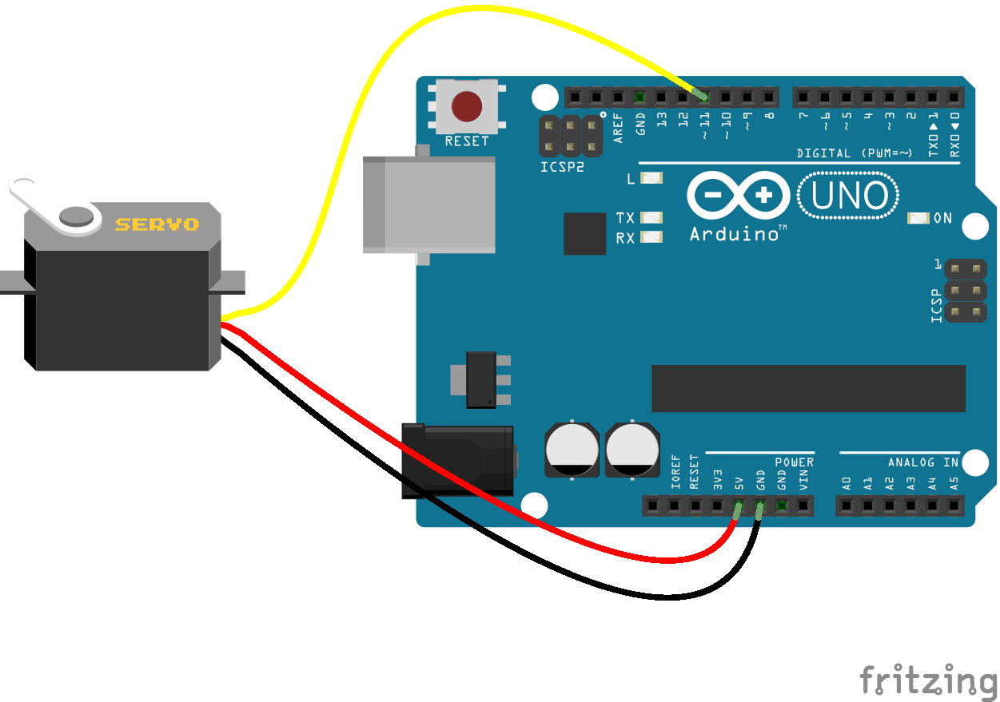 RESET
ICSP2
AREF
GND
13
12
~11
~10
~9
8
7
~6
~5
4
~3
2
TX0 ▶ 1
RX0 ◀ 0
DIGITAL (PWM=~)
L
TX
RX
UNO
Arduino™
ON
SERVO
1
ICSP
POWER
ANALOG IN
IOREF
RESET
3V3
5V
GND
GND
VIN
A0
A1
A2
A3
A4
A5
fritzing